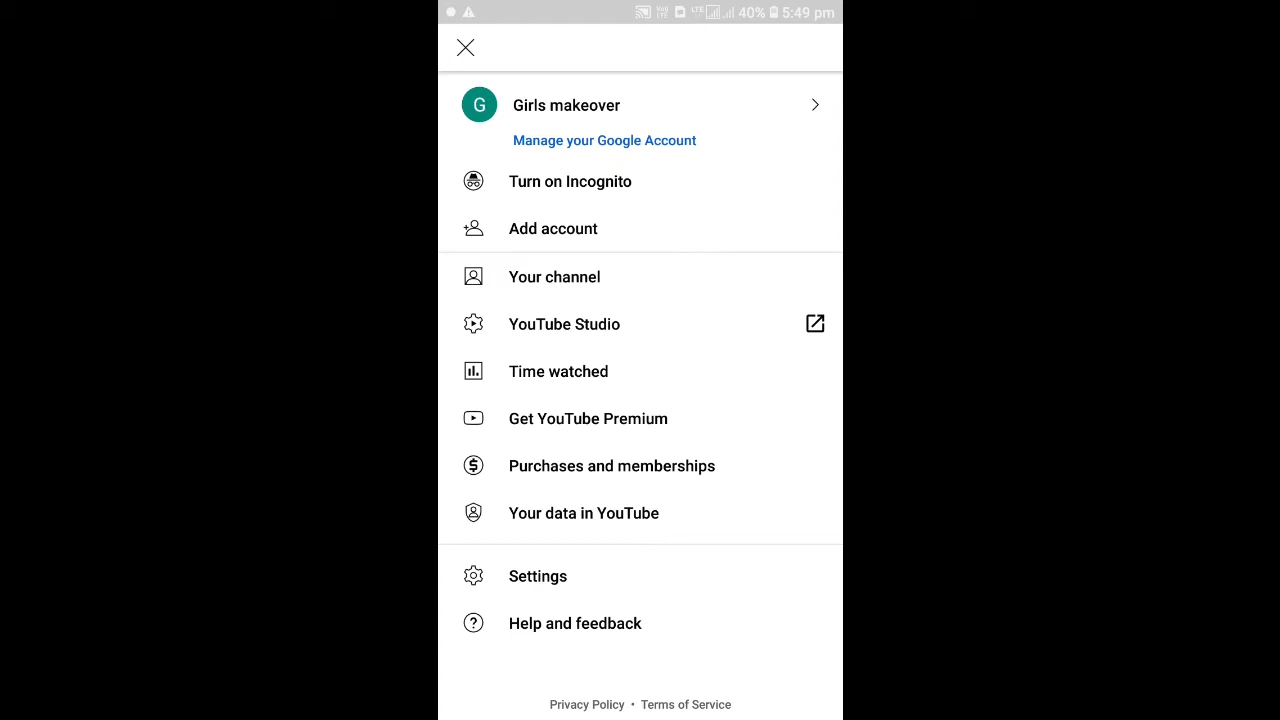 40% 5:49 pm
G Girls makeover
Manage your Google Account
Turn on Incognito
Add account
Your channel
YouTube Studio
Time watched
Get YouTube Premium
Purchases and memberships
Your data in YouTube
Settings
Help and feedback
Privacy Policy • Terms of Service